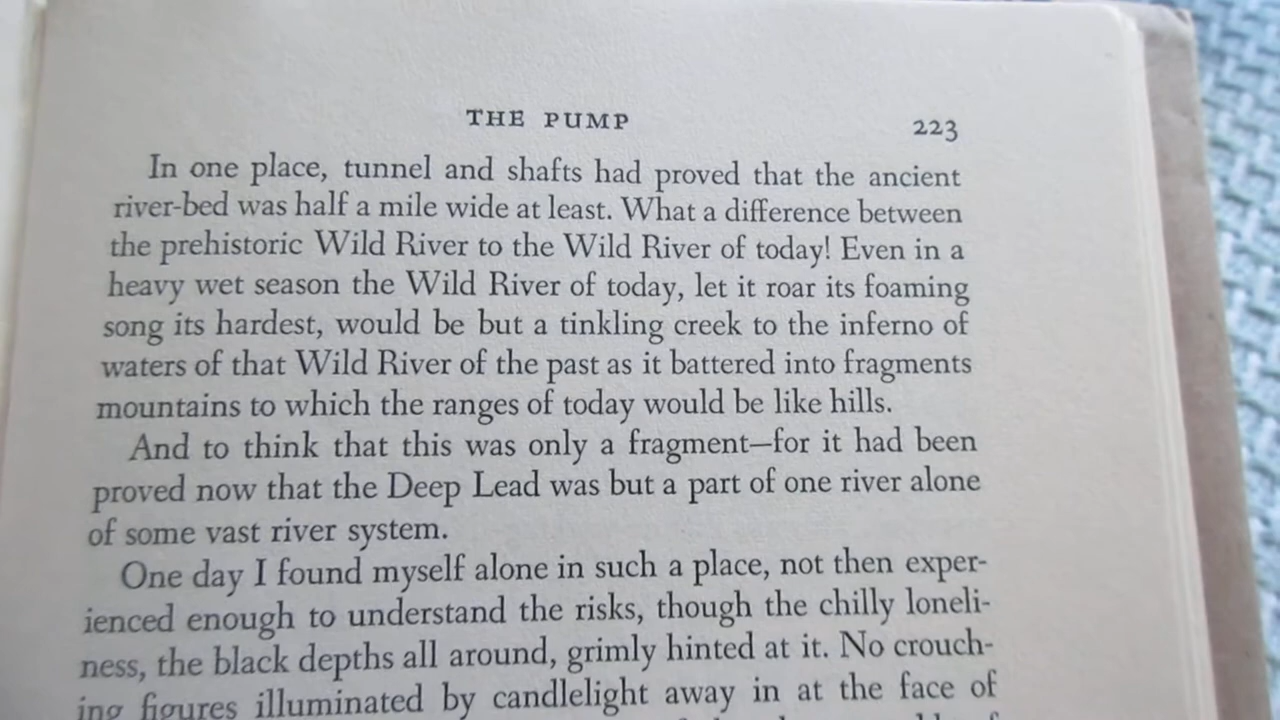 THE PUMP 223
In one place, tunnel and shafts had proved that the ancient
river-bed was half a mile wide at least. What a difference between
the prehistoric Wild River to the Wild River of today! Even in a
heavy wet season the Wild River of today, let it roar its foaming
song its hardest, would be but a tinkling creek to the inferno of
waters of that Wild River of the past as it battered into fragments
mountains to which the ranges of today would be like hills.
And to think that this was only a fragment—for it had been
proved now that the Deep Lead was but a part of one river alone
of some vast river system.
One day I found myself alone in such a place, not then exper-
ienced enough to understand the risks, though the chilly loneli-
ness, the black depths all around, grimly hinted at it. No crouch-
ing figures illuminated by candlelight away in at the face of